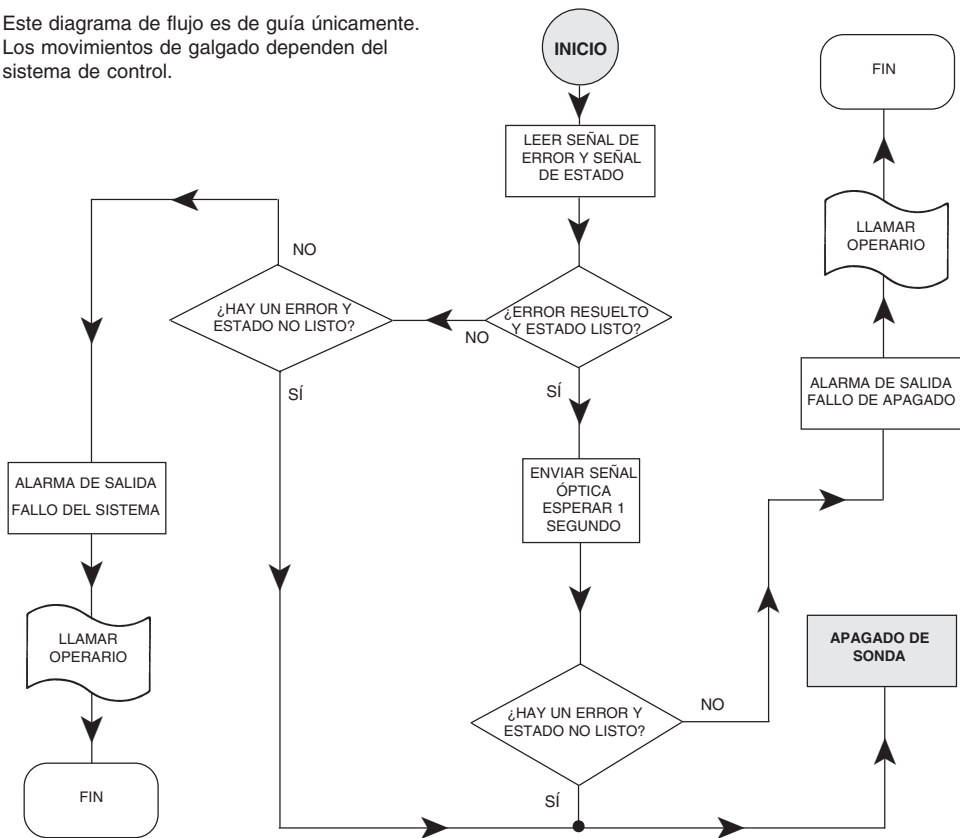 Este diagrama de flujo es de guía únicamente.
Los movimientos de galgado dependen del
sistema de control.
INICIO
LEER SEÑAL DE
ERROR Y SEÑAL
DE ESTADO
¿ERROR RESUELTO
Y ESTADO LISTO?
NO
SÍ
¿HAY UN ERROR Y
ESTADO NO LISTO?
NO
SÍ
ALARMA DE SALIDA
FALLO DEL SISTEMA
LLAMAR
OPERARIO
FIN
ENVIAR SEÑAL
ÓPTICA
ESPERAR 1
SEGUNDO
¿HAY UN ERROR Y
ESTADO NO LISTO?
NO
SÍ
ALARMA DE SALIDA
FALLO DE APAGADO
LLAMAR
OPERARIO
FIN
APAGADO DE
SONDA